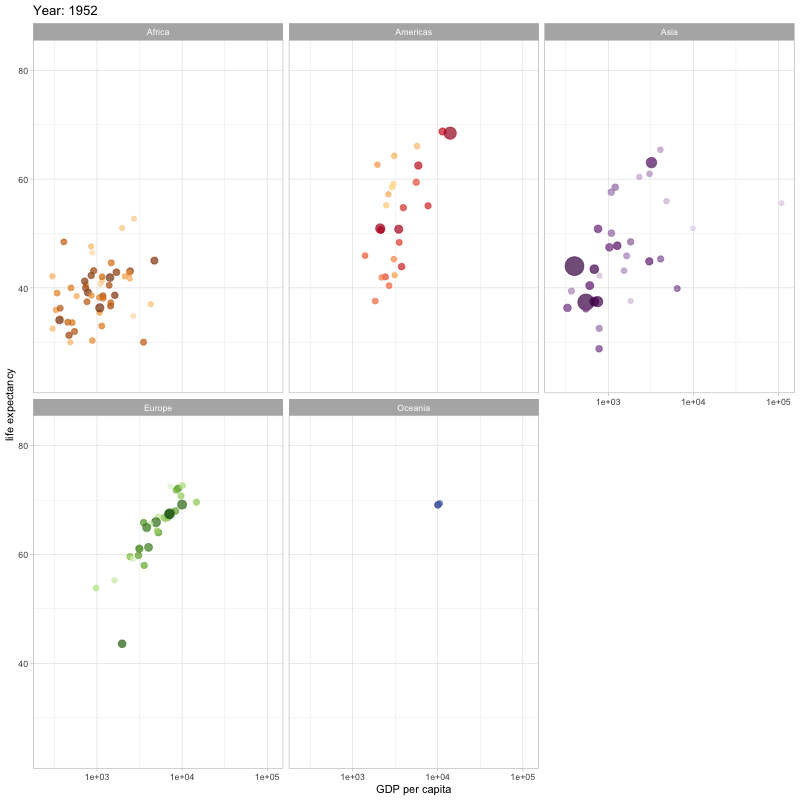 Year: 1952
Africa Americas Asia
80
60
40
life expectancy
1e+03 1e+04 1e+05
Europe Oceania
80
60
40
1e+03 1e+04 1e+05 1e+03 1e+04 1e+05
GDP per capita